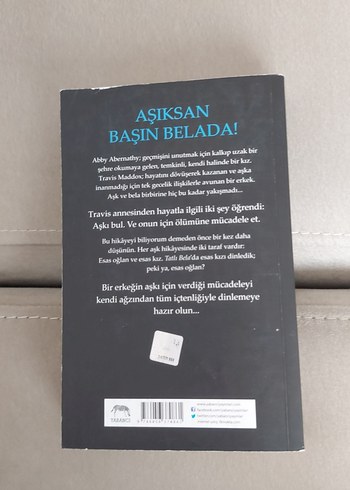 AŞIKSAN
BAŞIN BELADA!
Abby Abernathy; geçmişini unutmak için kalkıp uzak bir
şehre okumaya gelen, temkinli, kendi halinde bir kız.
Travis Maddox; hayatını dövüşerek kazanan ve aşka
inanmadığı için tek gecelik ilişkilerle avunan bir erkek.
Aşk ve bela birbirine hiç bu kadar yakışmadı...
Travis annesinden hayatla ilgili iki şey öğrendi:
Aşkı bul. Ve onun için ölümüne mücadele et.
Bu hikâyeyi biliyorum demeden önce bir kez daha
düşünün. Her aşk hikâyesinde iki taraf vardır:
Esas oğlan ve esas kız. Tatlı Bela'da esas kızı dinledik;
peki ya, esas oğlan?
Bir erkeğin aşkı için verdiği mücadeleyi
kendi ağzından tüm içtenliğiyle dinlemeye
hazır olun...
YABANCI